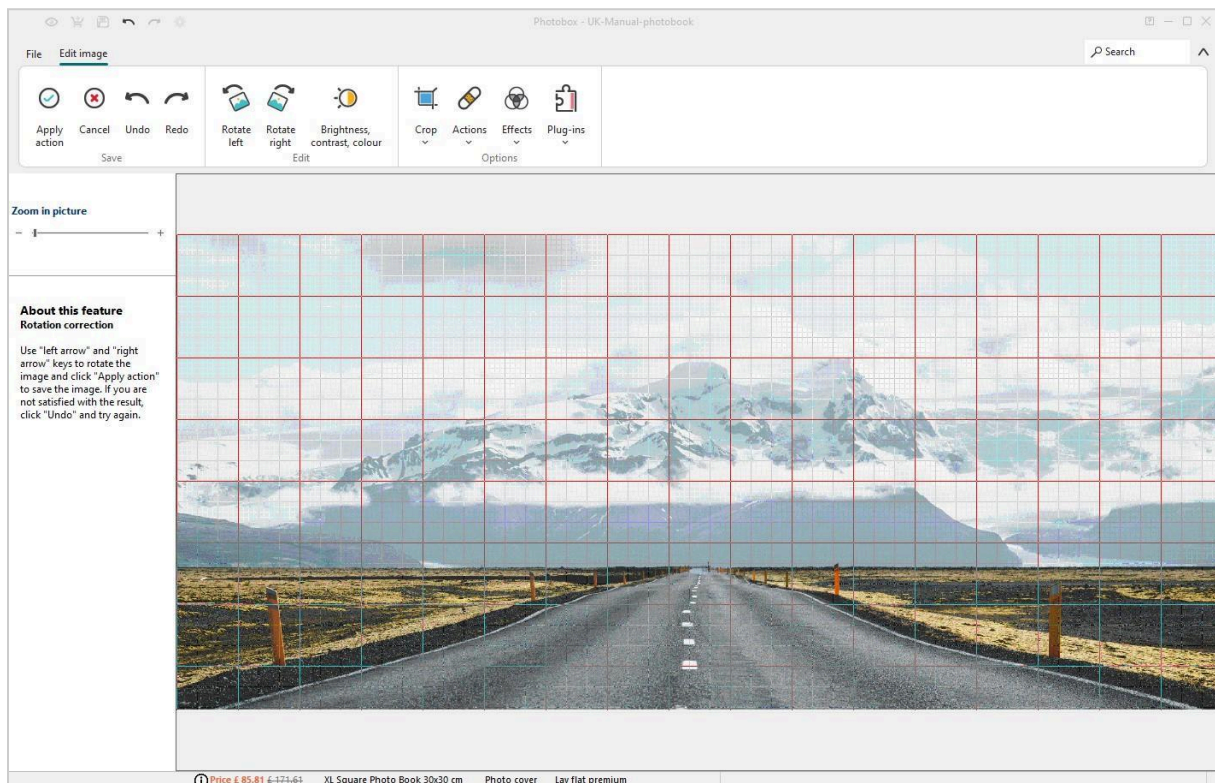 Photobox - UK-Manual-photobook
File Edit image
Search
Apply action
Cancel
Undo
Redo
Save
Rotate left
Rotate right
Brightness, contrast, colour
Edit
Crop
Actions
Effects
Plug-ins
Options
Zoom in picture
- +
About this feature
Rotation correction
Use "left arrow" and "right
arrow" keys to rotate the
image and click "Apply action"
to save the image. If you are
not satisfied with the result,
click "Undo" and try again.
Price £ 85.81 £ 171.61 XL Square Photo Book 30x30 cm Photo cover Lay flat premium